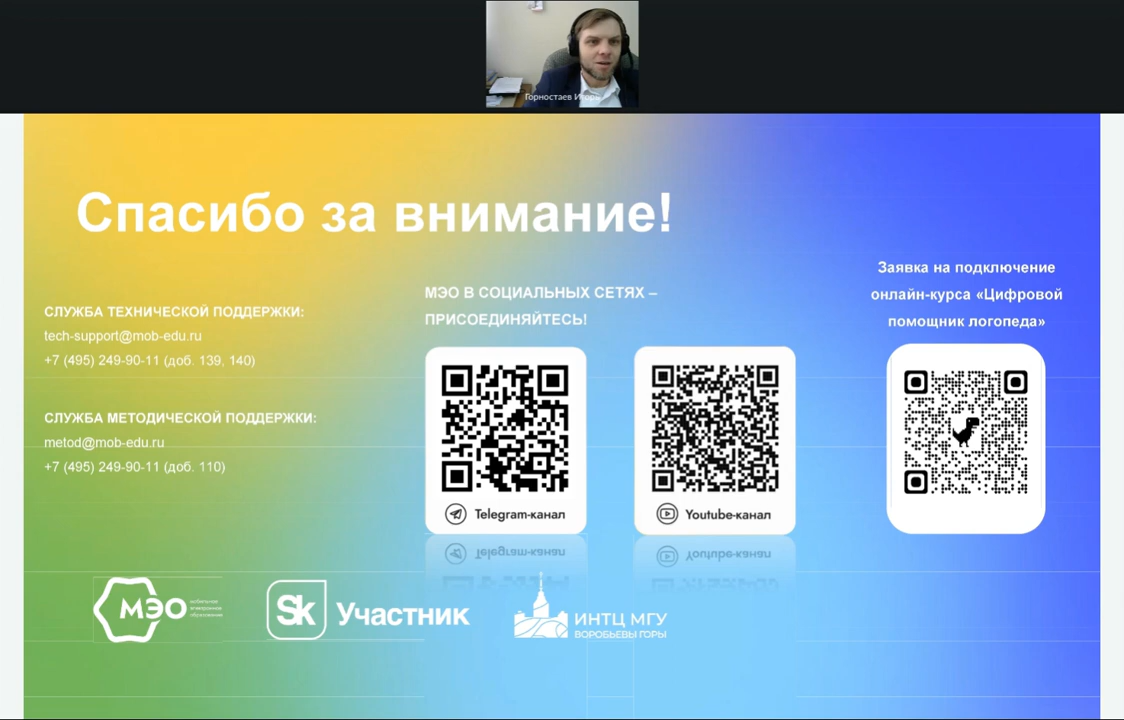 Горностаев Игорь
Спасибо за внимание!
СЛУЖБА ТЕХНИЧЕСКОЙ ПОДДЕРЖКИ:
tech-support@mob-edu.ru
+7 (495) 249-90-11 (доб. 139, 140)
СЛУЖБА МЕТОДИЧЕСКОЙ ПОДДЕРЖКИ:
metod@mob-edu.ru
+7 (495) 249-90-11 (доб. 110)
МЭО В СОЦИАЛЬНЫХ СЕТЯХ –
ПРИСОЕДИНЯЙТЕСЬ!
Telegram-канал
Youtube-канал
Заявка на подключение
онлайн-курса «Цифровой
помощник логопеда»
МЭО
мобильное
электронное
образование
Sk Участник
ИНТЦ МГУ
ВОРОБЬЕВЫ ГОРЫ